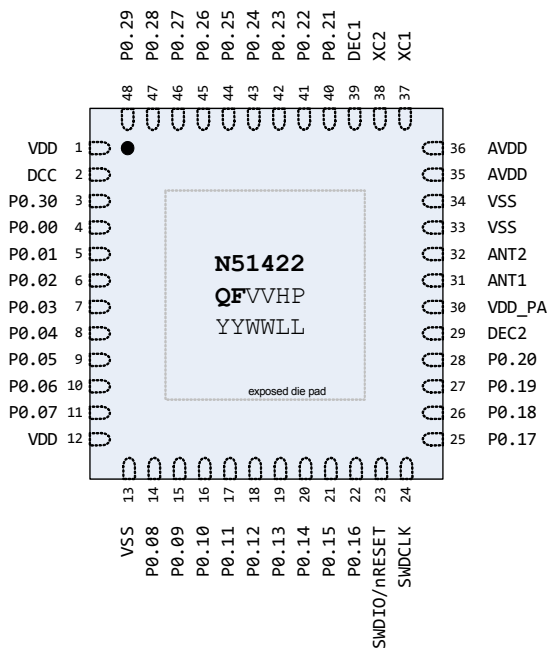 P0.29 P0.28 P0.27 P0.26 P0.25 P0.24 P0.23 P0.22 P0.21 DEC1 XC2 XC1
48 47 46 45 44 43 42 41 40 39 38 37
VDD 1
DCC 2
P0.30 3
P0.00 4
P0.01 5
P0.02 6
P0.03 7
P0.04 8
P0.05 9
P0.06 10
P0.07 11
VDD 12
N51422
QFVVHP
YYWWLL
exposed die pad
36 AVDD
35 AVDD
34 VSS
33 VSS
32 ANT2
31 ANT1
30 VDD_PA
29 DEC2
28 P0.20
27 P0.19
26 P0.18
25 P0.17
13 14 15 16 17 18 19 20 21 22 23 24
VSS P0.08 P0.09 P0.10 P0.11 P0.12 P0.13 P0.14 P0.15 P0.16 SWDIO/nRESET SWDCLK